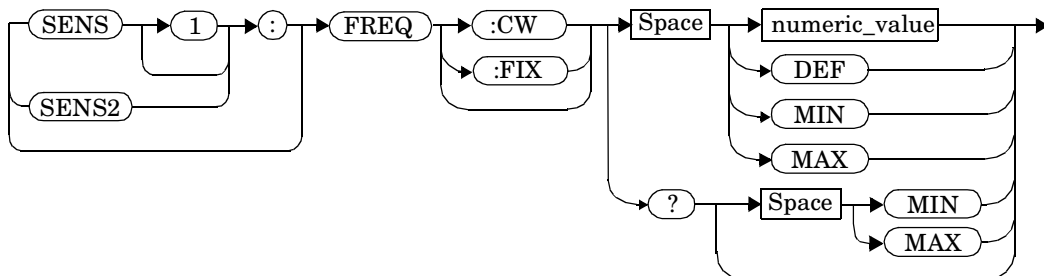 SENS 1 : FREQ :CW Space numeric_value
:FIX DEF
SENS2 MIN
MAX
? Space MIN
MAX